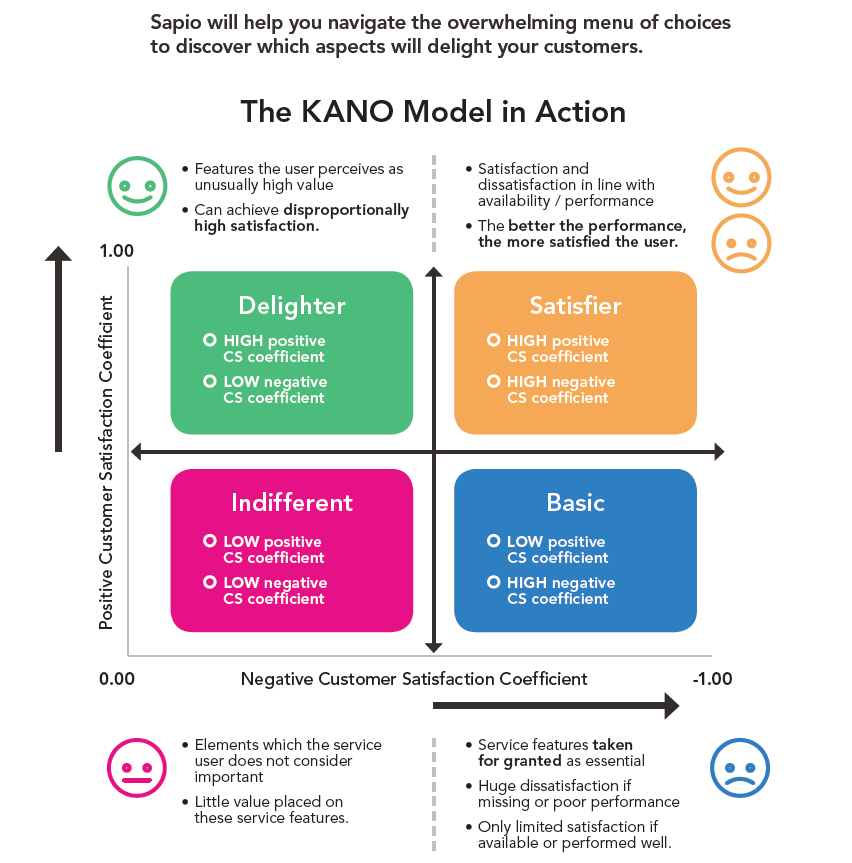 Sapio will help you navigate the overwhelming menu of choices
to discover which aspects will delight your customers.
The KANO Model in Action
• Features the user perceives as
unusually high value
• Can achieve disproportionally
high satisfaction.
• Satisfaction and
dissatisfaction in line with
availability / performance
• The better the performance,
the more satisfied the user.
1.00
Positive Customer Satisfaction Coefficient
Delighter
HIGH positive
CS coefficient
LOW negative
CS coefficient
Satisfier
HIGH positive
CS coefficient
HIGH negative
CS coefficient
Indifferent
LOW positive
CS coefficient
LOW negative
CS coefficient
Basic
LOW positive
CS coefficient
HIGH negative
CS coefficient
0.00
Negative Customer Satisfaction Coefficient
-1.00
• Elements which the service
user does not consider
important
• Little value placed on
these service features.
• Service features taken
for granted as essential
• Huge dissatisfaction if
missing or poor performance
• Only limited satisfaction if
available or performed well.